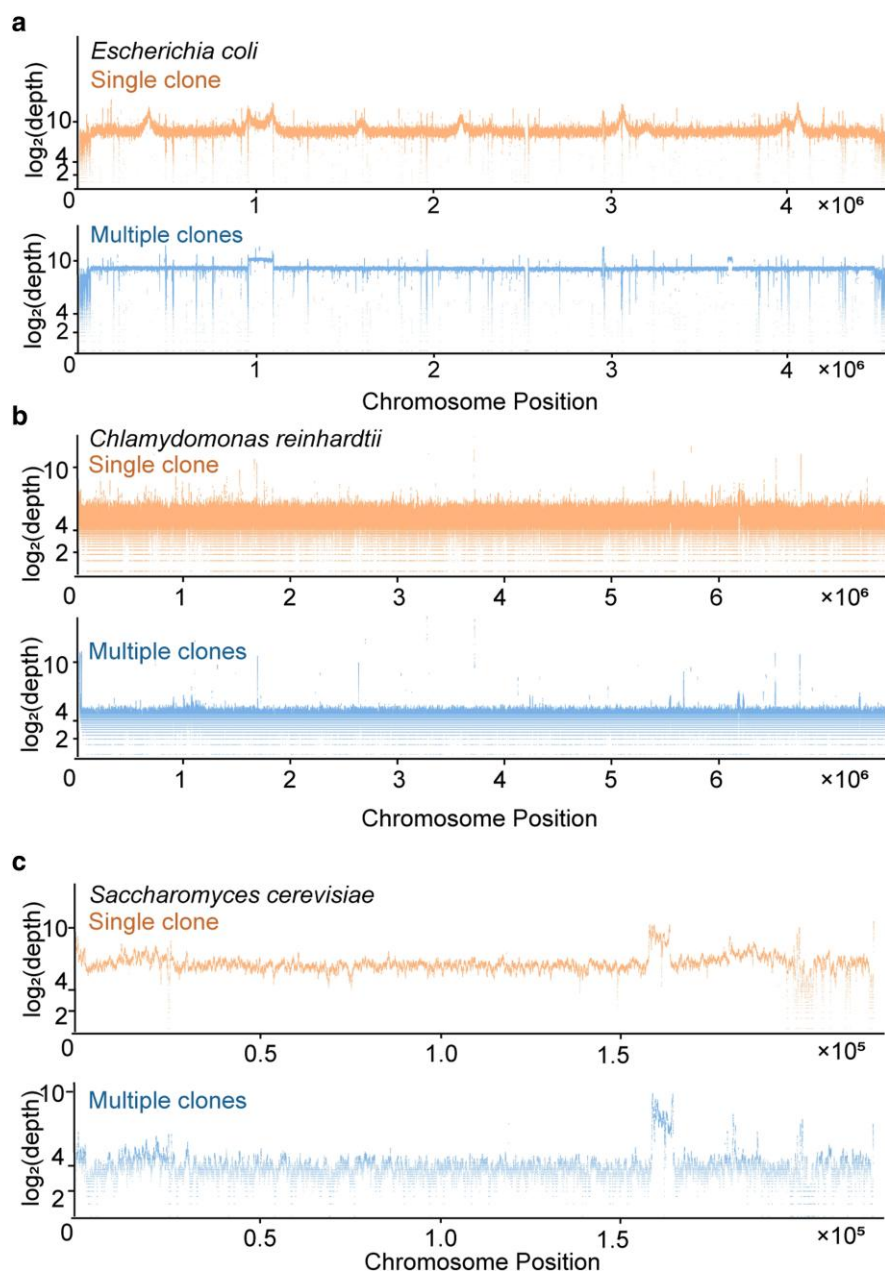 a
Escherichia coli
Single clone
log₂(depth)
10
4
2
0
1
2
3
4
×10⁶
Multiple clones
log₂(depth)
10
4
2
0
1
2
3
4
×10⁶
Chromosome Position
b
Chlamydomonas reinhardtii
Single clone
log₂(depth)
10
4
2
0
1
2
3
4
5
6
×10⁶
Multiple clones
log₂(depth)
10
4
2
0
1
2
3
4
5
6
×10⁶
Chromosome Position
c
Saccharomyces cerevisiae
Single clone
log₂(depth)
10
4
2
0
0.5
1.0
1.5
×10⁵
Multiple clones
log₂(depth)
10
4
2
0
0.5
1.0
1.5
×10⁵
Chromosome Position